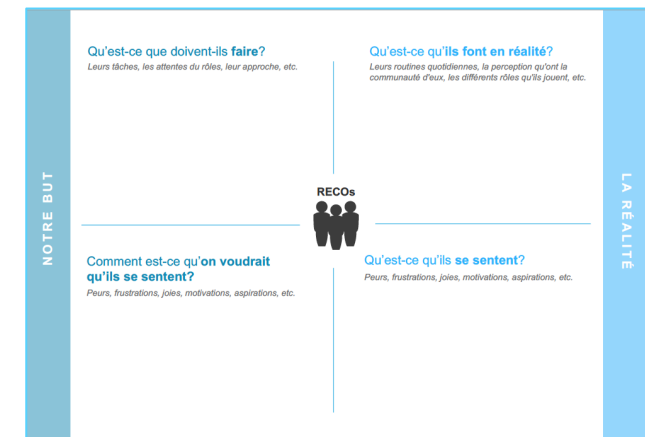 NOTRE BUT
Qu'est-ce que doivent-ils faire?
Leurs tâches, les attentes du rôles, leur approche, etc.
Qu'est-ce qu'ils font en réalité?
Leurs routines quotidiennes, la perception qu'ont la
communauté d'eux, les différents rôles qu'ils jouent, etc.
RECOs
Comment est-ce qu'on voudrait
qu'ils se sentent?
Peurs, frustrations, joies, motivations, aspirations, etc.
Qu'est-ce qu'ils se sentent?
Peurs, frustrations, joies, motivations, aspirations, etc.
LA RÉALITÉ